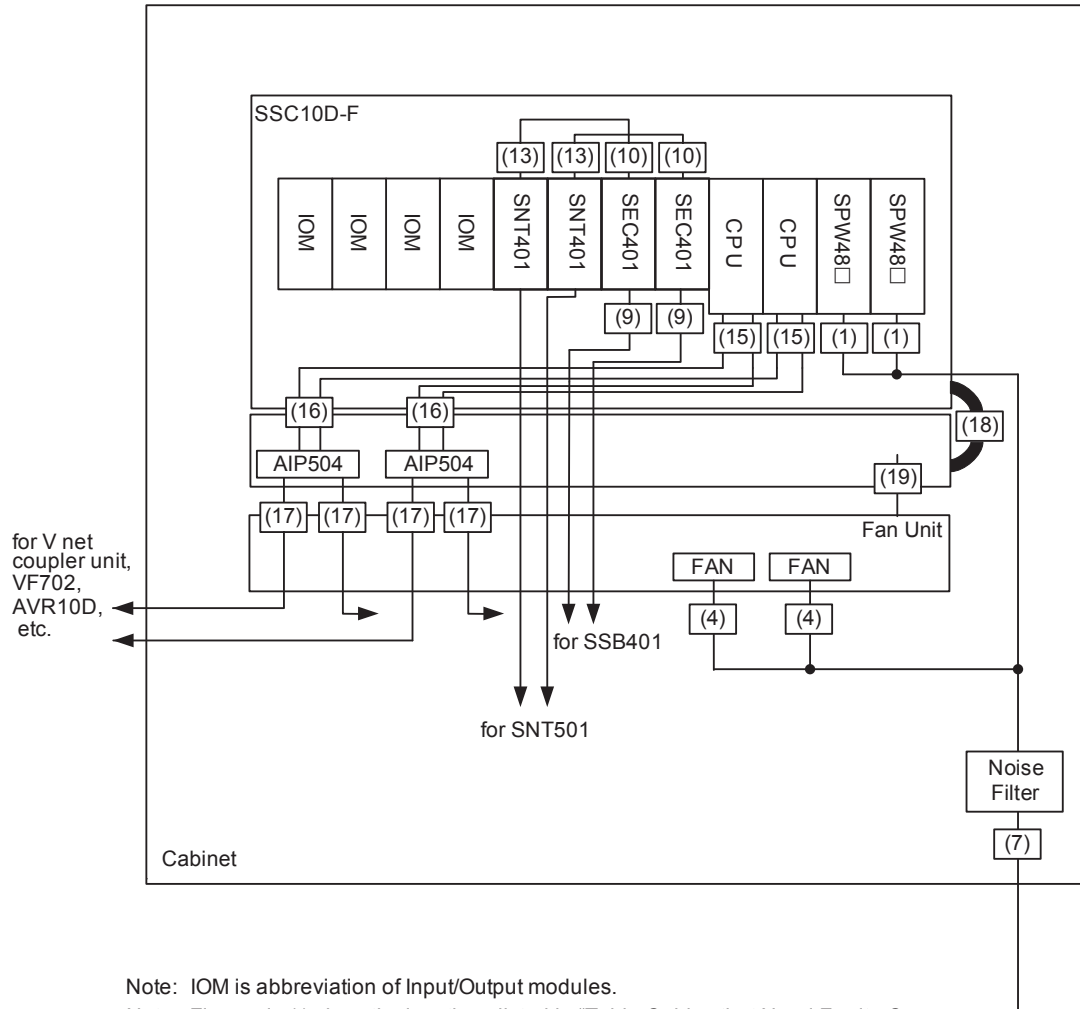 SSC10D-F
(13) (13) (10) (10)
IOM IOM IOM IOM SNT401 SNT401 SEC401 SEC401 CPU CPU SPW48□ SPW48□
(9) (9) (15) (15) (1) (1)
(16) (16) (18)
AIP504 AIP504
(19)
(17) (17) (17) (17)
Fan Unit
for V net
coupler unit,
VF702,
AVR10D,
etc.
FAN FAN
(4) (4)
for SSB401
for SNT501
Noise
Filter
(7)
Cabinet
Note: IOM is abbreviation of Input/Output modules.